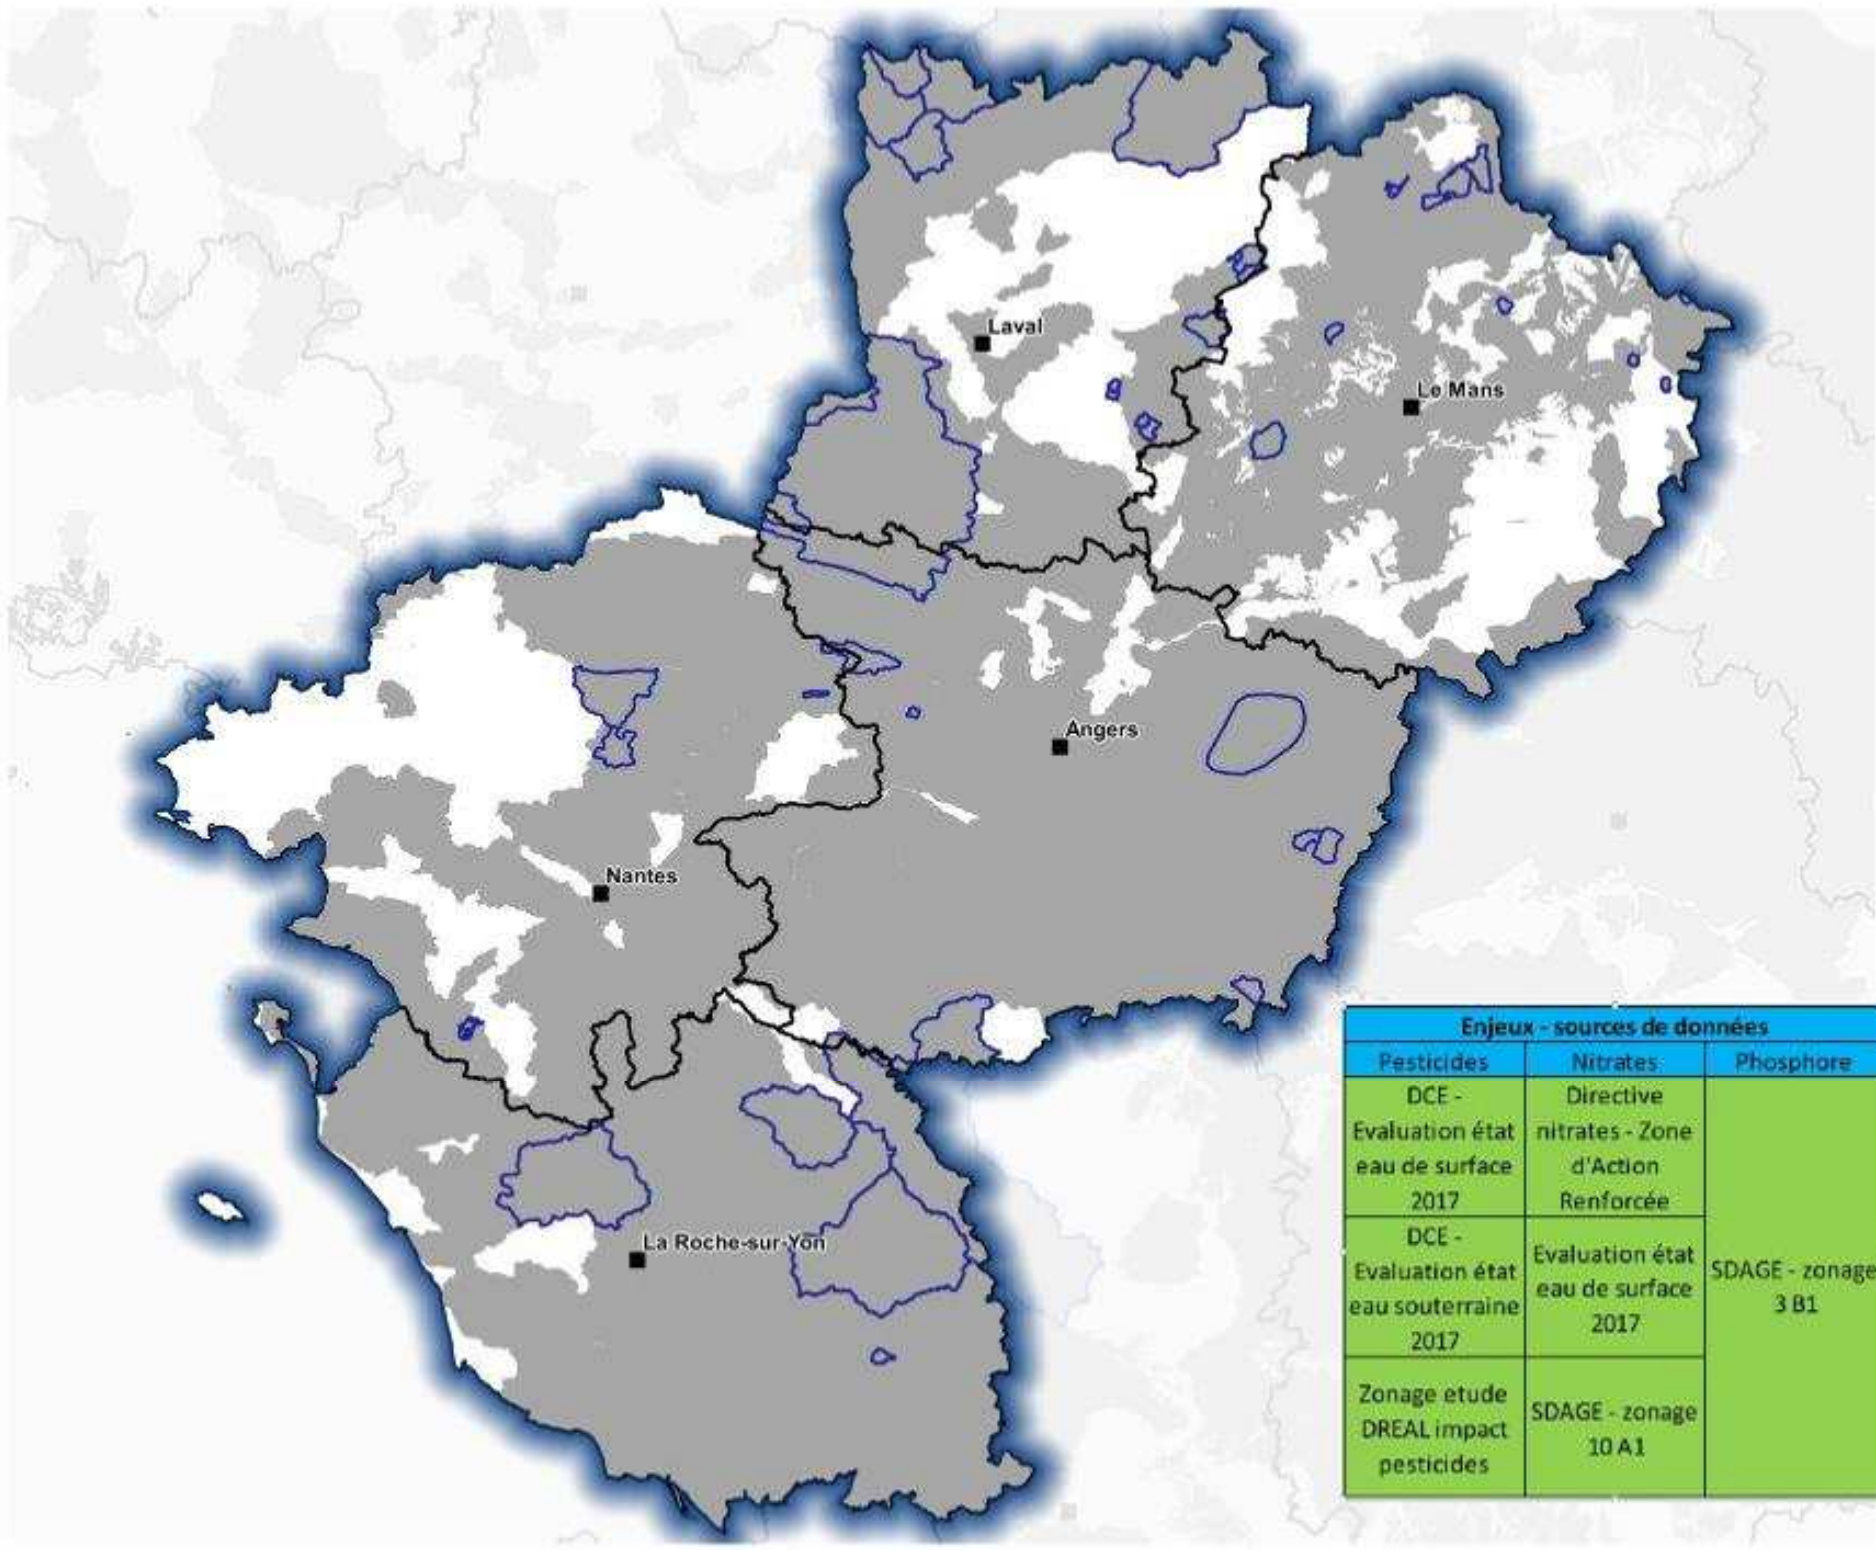 Laval
Le Mans
Angers
Nantes
La Roche-sur-Yon
Enjeux - sources de données
Pesticides
Nitrates
Phosphore
DCE -
Evaluation état
eau de surface
2017
Directive
nitrates - Zone
d'Action
Renforcée
SDAGE - zonage
3 B1
DCE -
Evaluation état
eau souterraine
2017
Evaluation état
eau de surface
2017
Zonage etude
DREAL impact
pesticides
SDAGE - zonage
10 A1